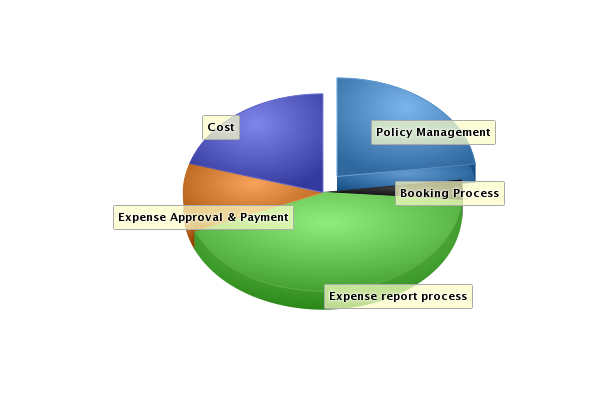 Cost
Policy Management
Booking Process
Expense Approval & Payment
Expense report process